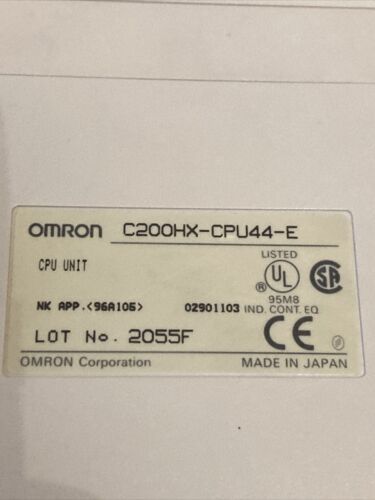 OMRON C200HX-CPU44-E
CPU UNIT
LISTED
UL
SA
95M8
NK APP.<96A105> 02901103 IND. CONT. EQ
LOT No. 2055F
CE
OMRON Corporation MADE IN JAPAN